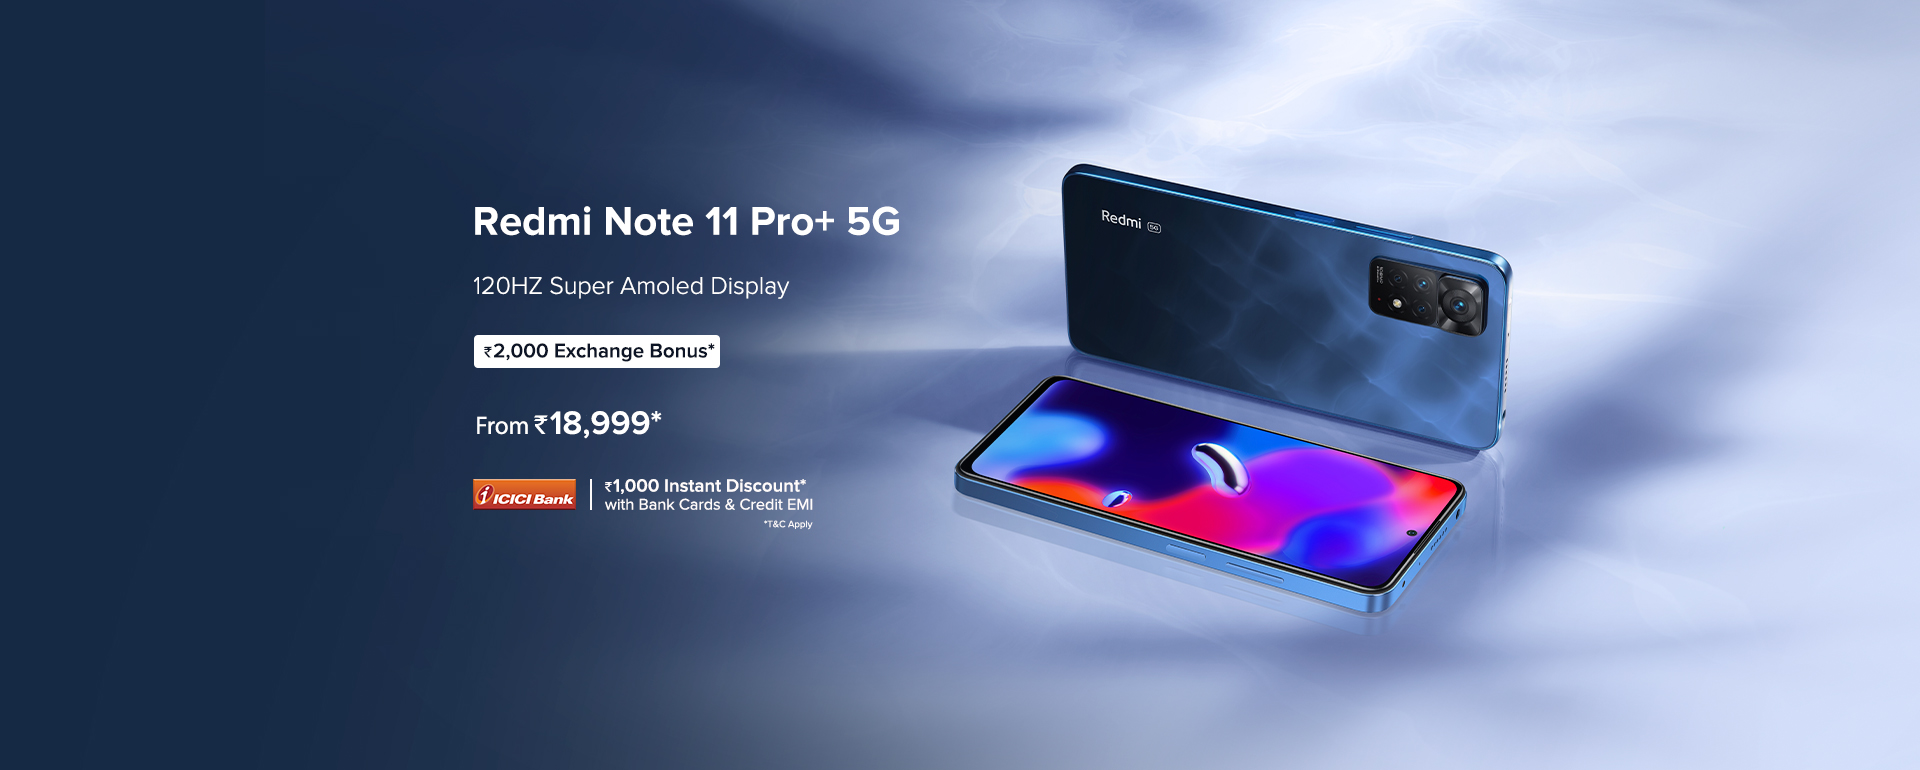 Redmi Note 11 Pro+ 5G
120HZ Super Amoled Display
₹2,000 Exchange Bonus*
From ₹18,999*
ICICI Bank
₹1,000 Instant Discount*
with Bank Cards & Credit EMI
*T&C Apply
Redmi 5G